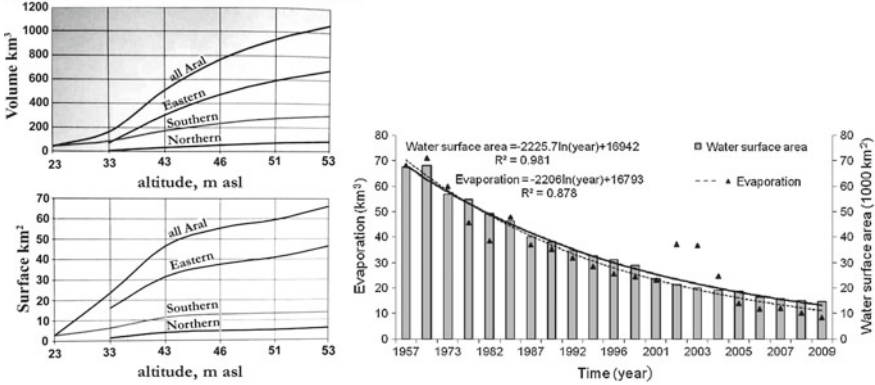 Volume km³
1200
1000
800
600
400
200
0
all Aral
Eastern
Southern
Northern
23 33 43 46 51 53
altitude, m asl
Surface km²
70
60
50
40
30
20
10
0
all Aral
Eastern
Southern
Northern
23 33 43 46 51 53
altitude, m asl
Evaporation (km³)
80
70
60
50
40
30
20
10
0
Water surface area =-2225.7ln(year)+16942
R² = 0.981
Evaporation =-2206ln(year)+16793
R² = 0.878
Water surface area
Evaporation
80
70
60
50
40
30
20
10
0
Water surface area (1000 km²)
1957 1973 1982 1987 1992 1996 2001 2003 2005 2007 2009
Time (year)